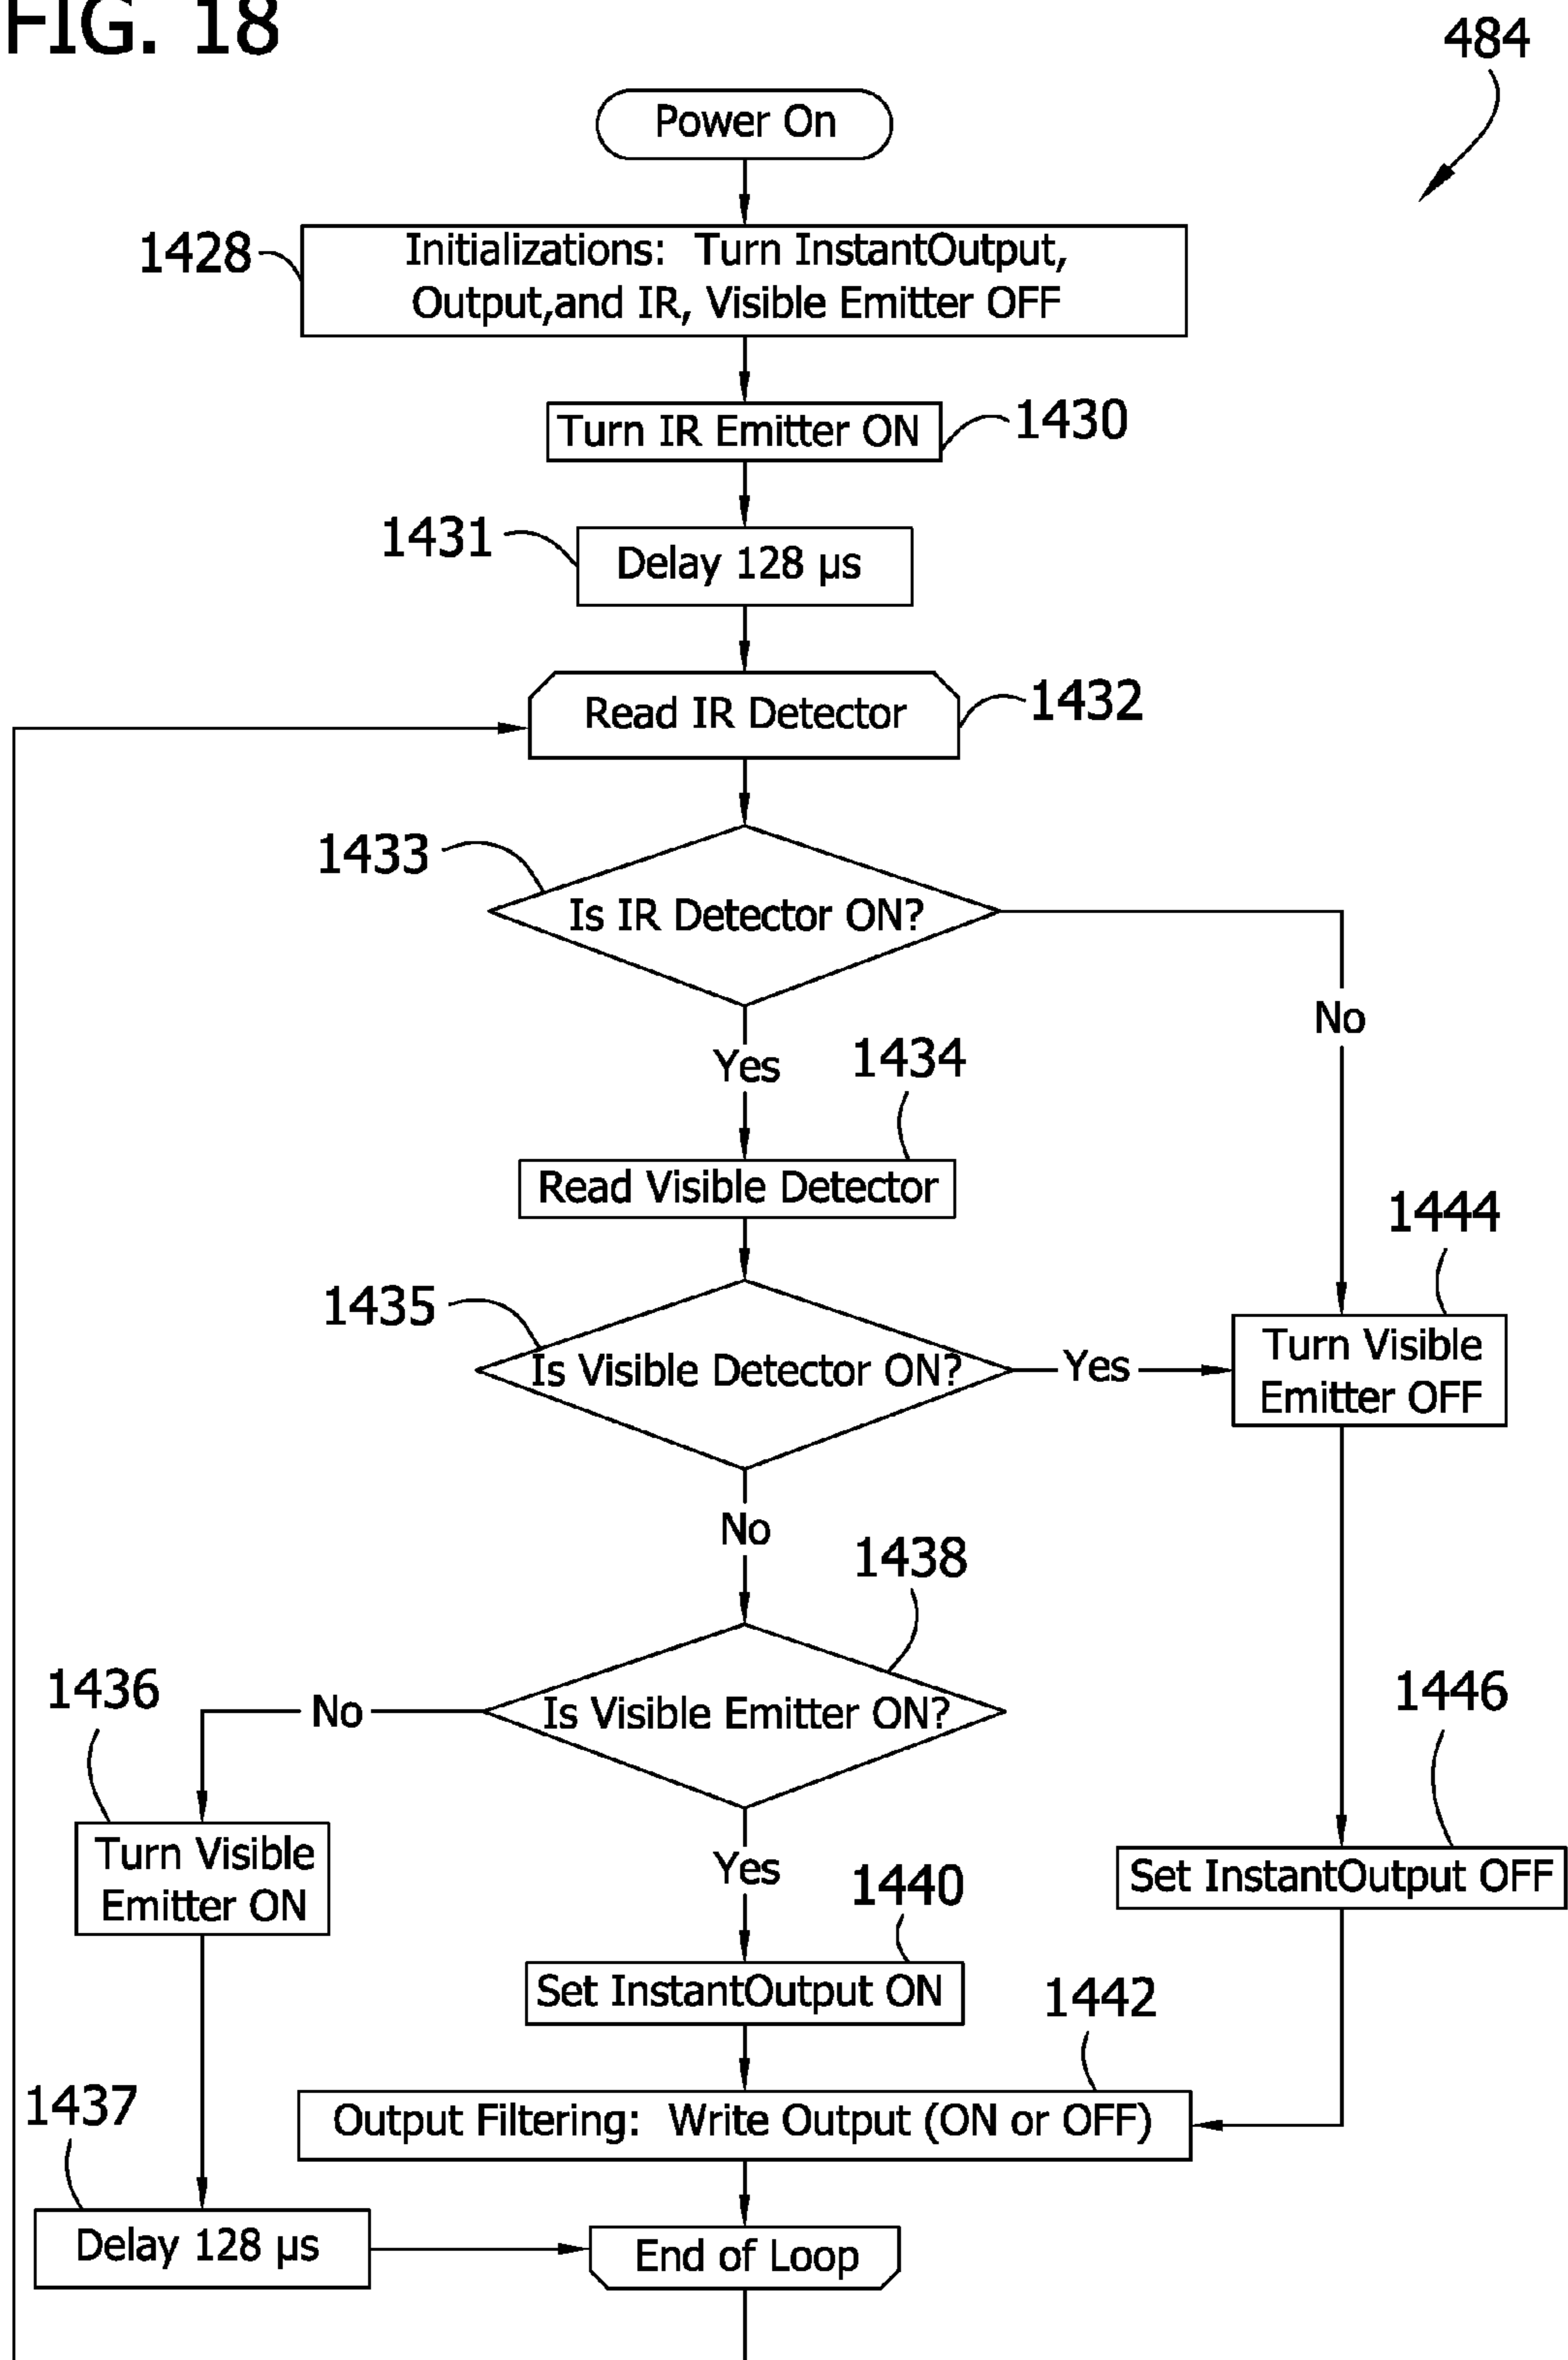 FIG. 18
484
Power On
1428
Initializations: Turn InstantOutput,
Output,and IR, Visible Emitter OFF
Turn IR Emitter ON
1430
1431
Delay 128 µs
Read IR Detector
1432
1433
Is IR Detector ON?
No
Yes
1434
Read Visible Detector
1444
1435
Is Visible Detector ON?
Yes
Turn Visible
Emitter OFF
No
1438
1436
No
Is Visible Emitter ON?
1446
Turn Visible
Emitter ON
Yes
1440
Set InstantOutput OFF
Set InstantOutput ON
1442
1437
Output Filtering: Write Output (ON or OFF)
Delay 128 µs
End of Loop